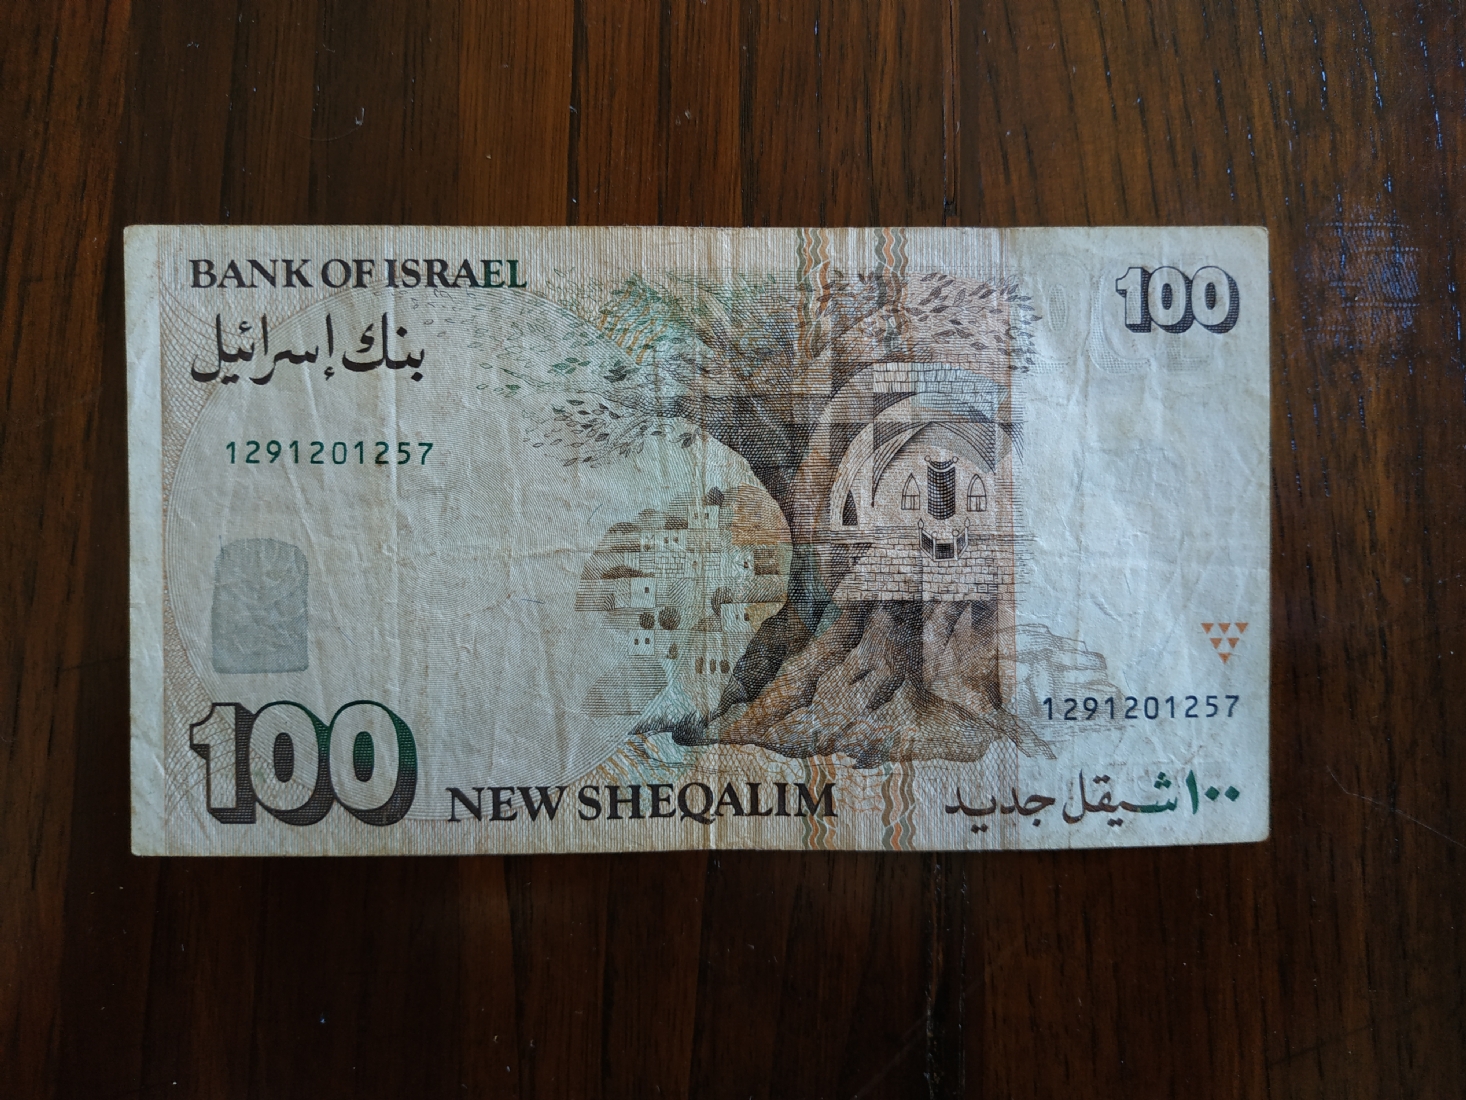 BANK OF ISRAEL
100
بنك إسرائيل
1291201257
1291201257
100
NEW SHEQALIM
١٠٠ شيقل جديد